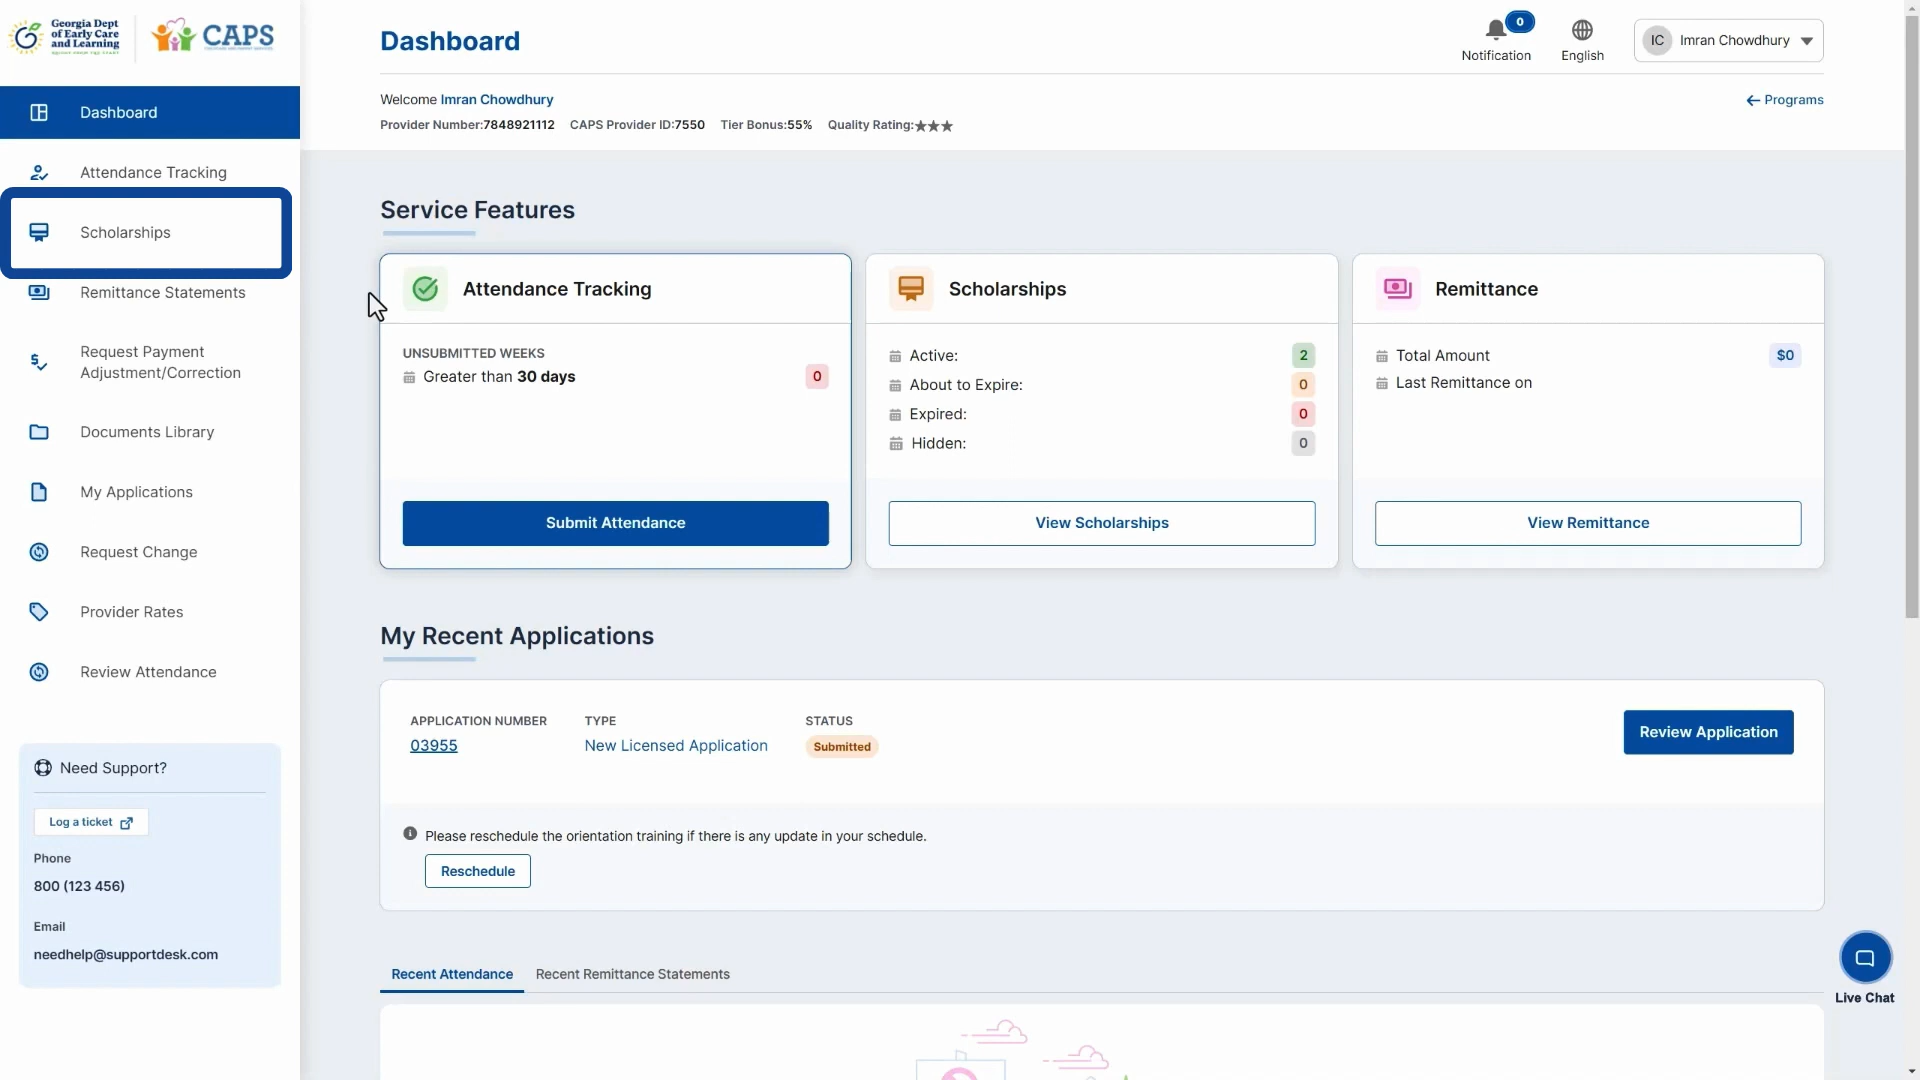 Georgia Dept
of Early Care
and Learning
CAPS
Dashboard
0
Notification
English
IC
Imran Chowdhury
Dashboard
Welcome Imran Chowdhury
Programs
Provider Number:7848921112 CAPS Provider ID:7550 Tier Bonus:55% Quality Rating:★★★
Attendance Tracking
Scholarships
Remittance Statements
Request Payment
Adjustment/Correction
Documents Library
My Applications
Request Change
Provider Rates
Review Attendance
Need Support?
Log a ticket
Phone
800 (123 456)
Email
needhelp@supportdesk.com
Service Features
Attendance Tracking
UNSUBMITTED WEEKS
Greater than 30 days 0
Submit Attendance
Scholarships
Active: 2
About to Expire: 0
Expired: 0
Hidden: 0
View Scholarships
Remittance
Total Amount $0
Last Remittance on
View Remittance
My Recent Applications
APPLICATION NUMBER TYPE STATUS
03955 New Licensed Application Submitted
Review Application
Please reschedule the orientation training if there is any update in your schedule.
Reschedule
Recent Attendance Recent Remittance Statements
Live Chat